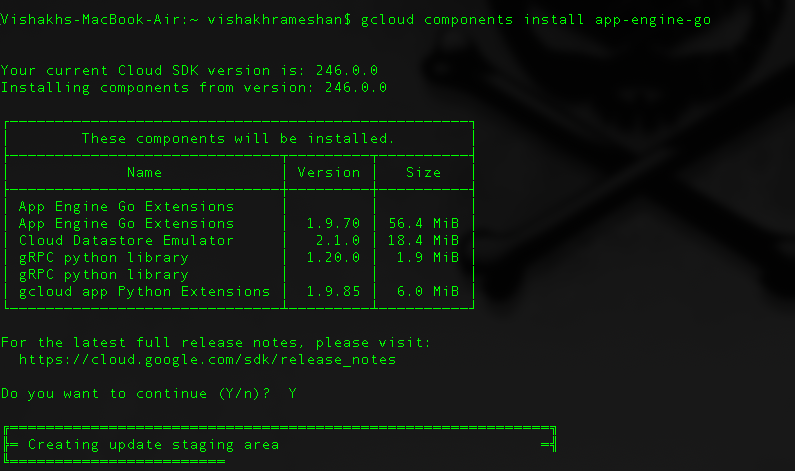 Vishakhs-MacBook-Air:~ vishakhrameshan$ gcloud components install app-engine-go
Your current Cloud SDK version is: 246.0.0
Installing components from version: 246.0.0
These components will be installed.
Name Version Size
App Engine Go Extensions
App Engine Go Extensions 1.9.70 56.4 MiB
Cloud Datastore Emulator 2.1.0 18.4 MiB
gRPC python library 1.20.0 1.9 MiB
gRPC python library
gcloud app Python Extensions 1.9.85 6.0 MiB
For the latest full release notes, please visit:
https://cloud.google.com/sdk/release_notes
Do you want to continue (Y/n)? Y
Creating update staging area